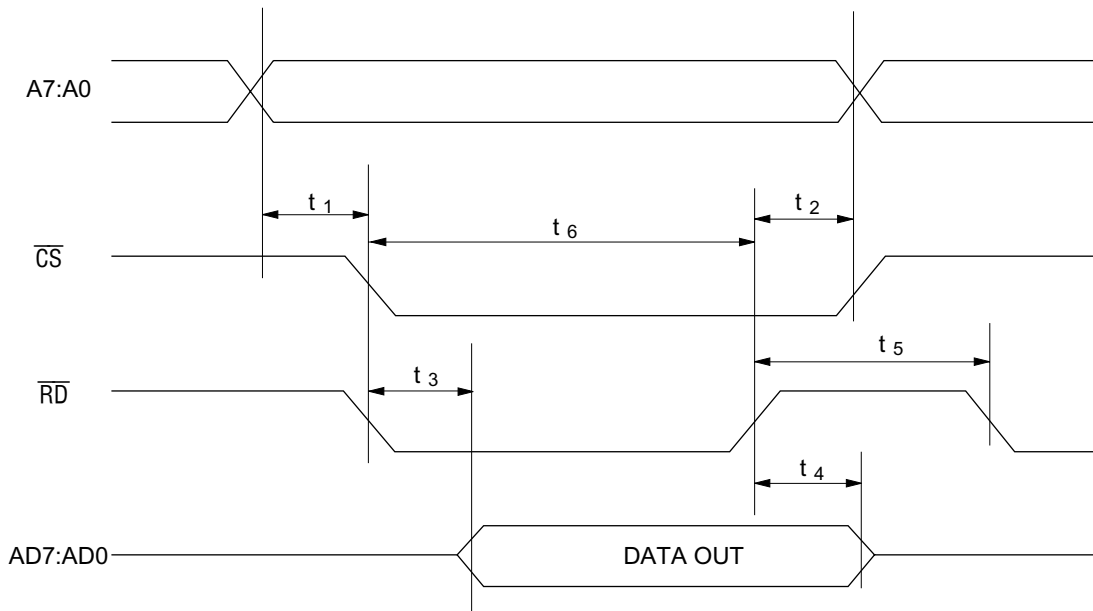 A7:A0
t 1
t 6
t 2
CS
t 5
t 3
RD
t 4
AD7:AD0
DATA OUT